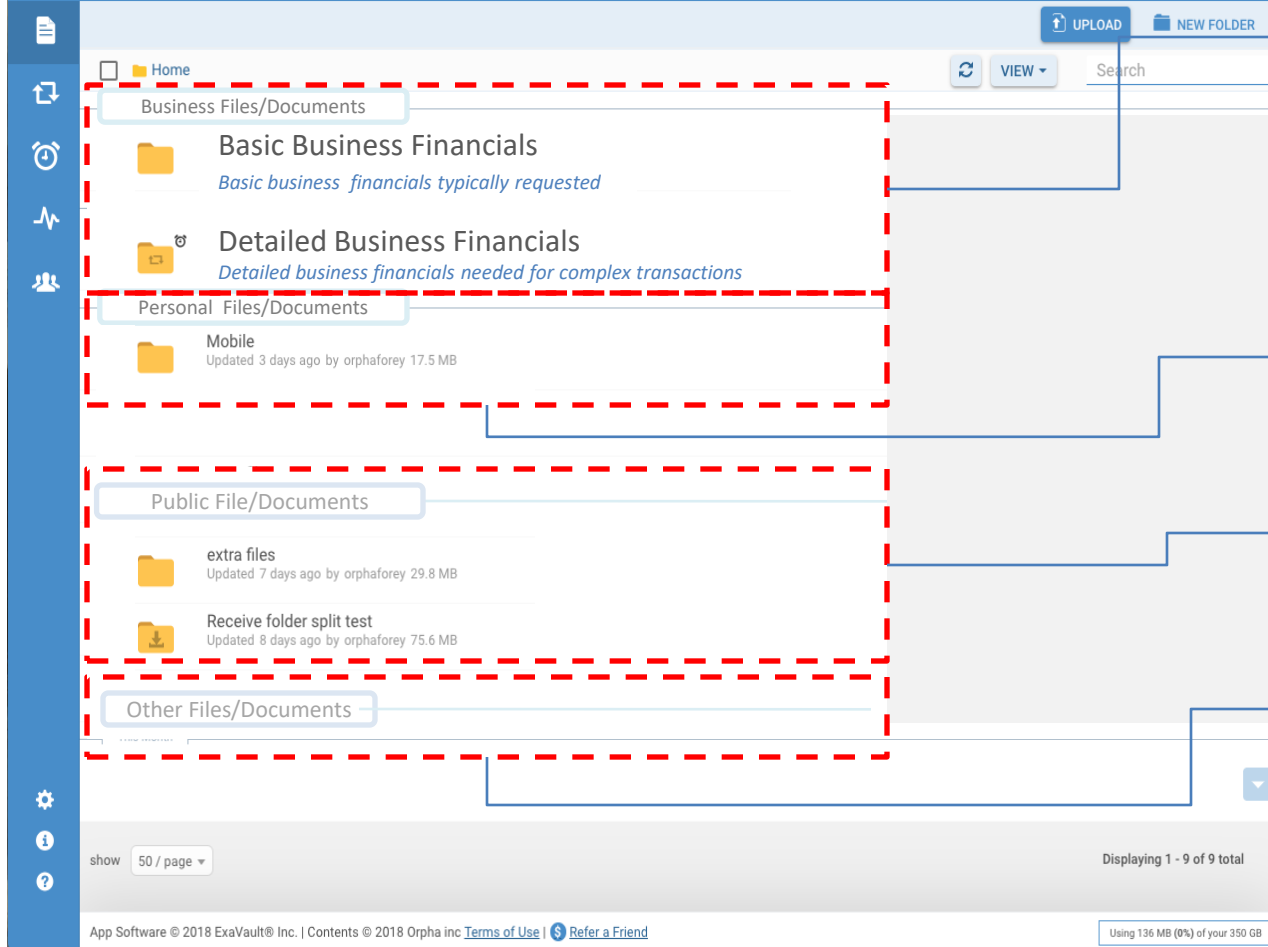 UPLOAD
NEW FOLDER
Home
VIEW
Search
Business Files/Documents
Basic Business Financials
Basic business financials typically requested
Detailed Business Financials
Detailed business financials needed for complex transactions
Personal Files/Documents
Mobile
Updated 3 days ago by orphaforey 17.5 MB
Public File/Documents
extra files
Updated 7 days ago by orphaforey 29.8 MB
Receive folder split test
Updated 8 days ago by orphaforey 75.6 MB
Other Files/Documents
show 50 / page
Displaying 1 - 9 of 9 total
App Software © 2018 ExaVault® Inc. | Contents © 2018 Orpha inc Terms of Use | Refer a Friend
Using 136 MB (0%) of your 350 GB